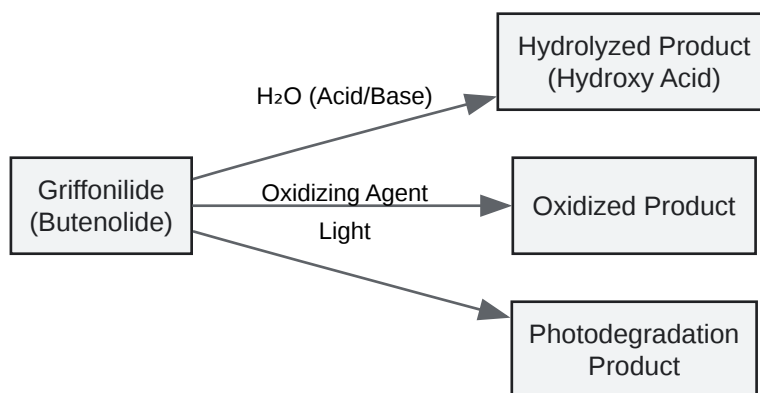 Hydrolyzed Product
(Hydroxy Acid)
H₂O (Acid/Base)
Griffonilide
(Butenolide)
Oxidizing Agent
Oxidized Product
Light
Photodegradation
Product